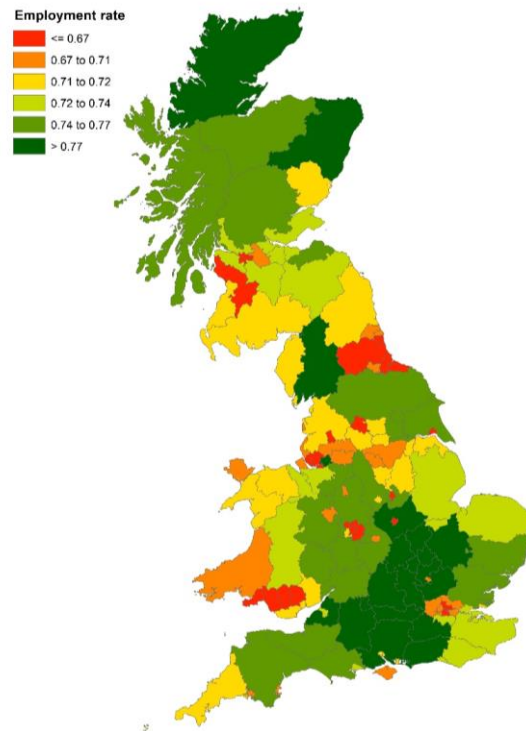 Employment rate
<= 0.67
0.67 to 0.71
0.71 to 0.72
0.72 to 0.74
0.74 to 0.77
> 0.77